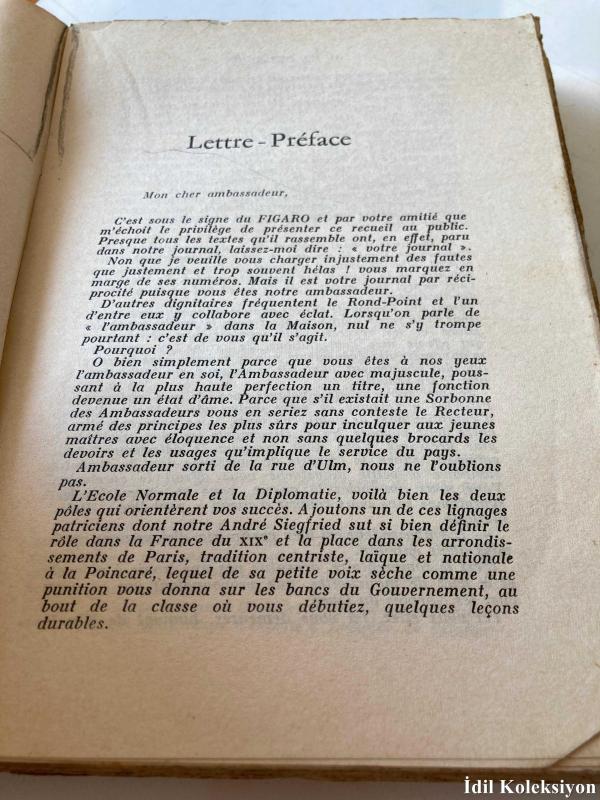 Lettre - Préface
Mon cher ambassadeur,
C'est sous le signe du FIGARO et par votre amitié que
m'échoit le privilège de présenter ce recueil au public.
Presque tous les textes qu'il rassemble ont, en effet, paru
dans notre journal, laissez-moi dire : « votre journal ».
Non que je veuille vous charger injustement des fautes
que justement et trop souvent hélas ! vous marquez en
marge de ses numéros. Mais il est votre journal par réci-
procité puisque vous êtes notre ambassadeur.
D'autres dignitaires fréquentent le Rond-Point et l'un
d'entre eux y collabore avec éclat. Lorsqu'on parle de
« l'ambassadeur » dans la Maison, nul ne s'y trompe
pourtant : c'est de vous qu'il s'agit.
Pourquoi ?
O bien simplement parce que vous êtes à nos yeux
l'ambassadeur en soi, l'Ambassadeur avec majuscule, pous-
sant à la plus haute perfection un titre, une fonction
devenue un état d'âme. Parce que s'il existait une Sorbonne
des Ambassadeurs vous en seriez sans conteste le Recteur,
armé des principes les plus sûrs pour inculquer aux jeunes
maîtres avec éloquence et non sans quelques brocards les
devoirs et les usages qu'implique le service du pays.
Ambassadeur sorti de la rue d'Ulm, nous ne l'oublions
pas.
L'Ecole Normale et la Diplomatie, voilà bien les deux
pôles qui orientèrent vos succès. Ajoutons un de ces lignages
patriciens dont notre André Siegfried sut si bien définir le
rôle dans la France du XIXe et la place dans les arrondis-
sements de Paris, tradition centriste, laïque et nationale
à la Poincaré, lequel de sa petite voix sèche comme une
punition vous donna sur les bancs du Gouvernement, au
bout de la classe où vous débutiez, quelques leçons
durables.
İdil Koleksiyon